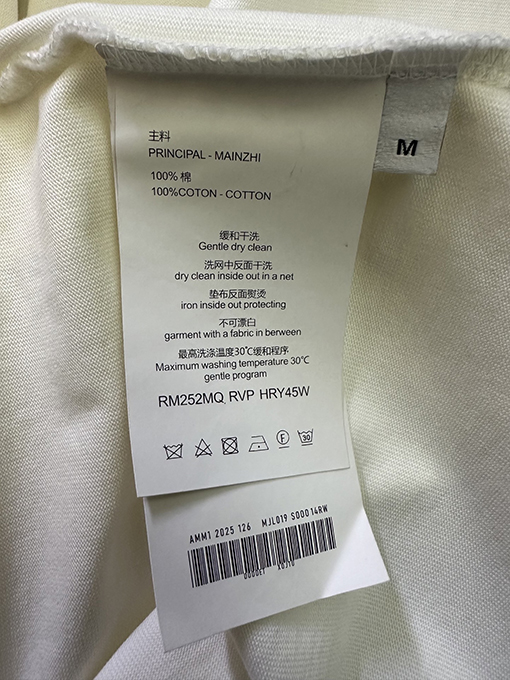 主料
PRINCIPAL - MAINZHI
100% 棉
100%COTON - COTTON
缓和干洗
Gentle dry clean
洗网中反面干洗
dry clean inside out in a net
垫布反面熨烫
iron inside out protecting
不可漂白
garment with a fabric in berween
最高洗涤温度30℃缓和程序
Maximum washing temperature 30℃
gentle program
RM252MQ RVP HRY45W
F
30
M
AMM1 2025 126 MJL019 S00014RW